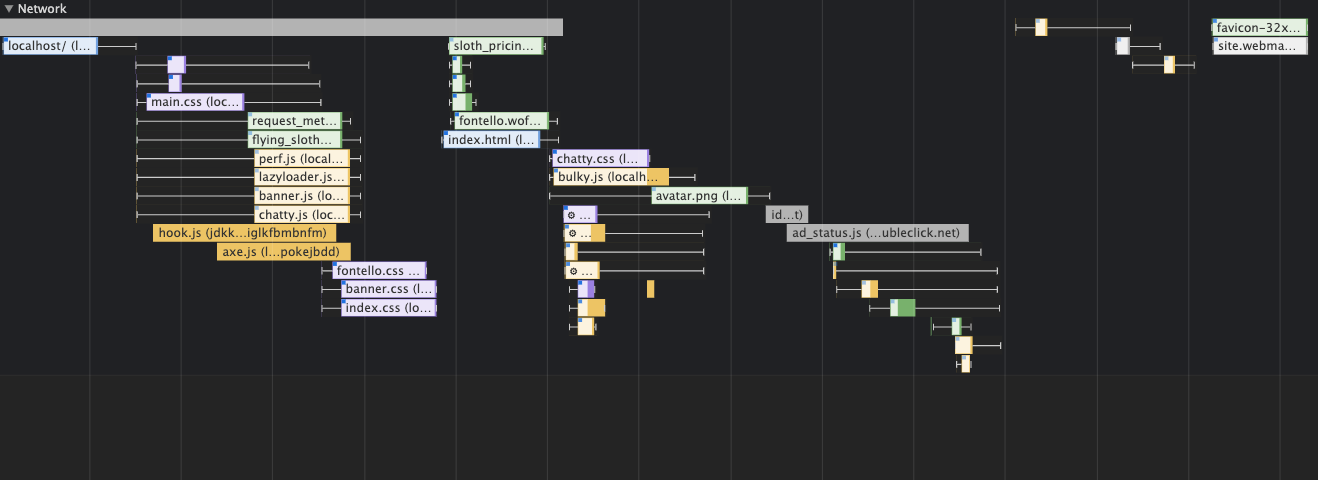 Network
favicon-32x...
localhost/ (l...
sloth_pricin...
site.webma...
main.css (loc...
request_met...
fontello.wof...
flying_sloth...
index.html (l...
perf.js (local...
chatty.css (l...
lazyloader.js...
bulky.js (localh...
banner.js (lo...
avatar.png (l...
chatty.js (loc...
...
id...t)
hook.js (jdkk...iglkfbmbnfm)
...
ad_status.js (...ubleclick.net)
axe.js (l...pokejbdd)
fontello.css ...
...
banner.css (l...
index.css (lo...